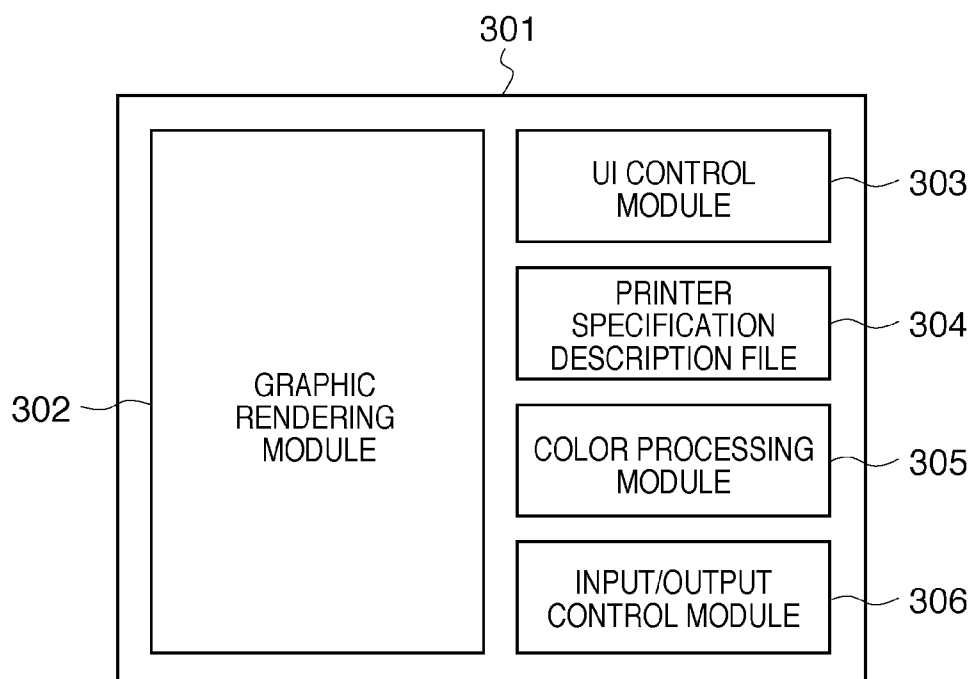 301
302
GRAPHIC
RENDERING
MODULE
UI CONTROL
MODULE
303
PRINTER
SPECIFICATION
DESCRIPTION FILE
304
COLOR PROCESSING
MODULE
305
INPUT/OUTPUT
CONTROL MODULE
306